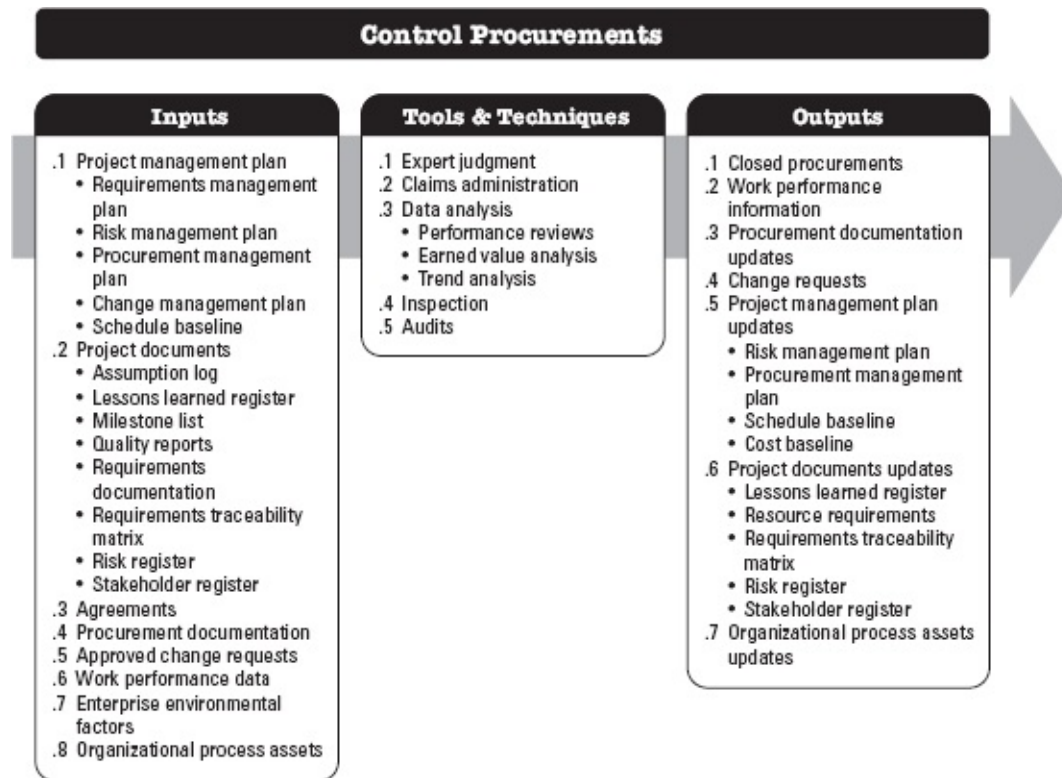 Control Procurements
Inputs
.1 Project management plan
• Requirements management
plan
• Risk management plan
• Procurement management
plan
• Change management plan
• Schedule baseline
.2 Project documents
• Assumption log
• Lessons learned register
• Milestone list
• Quality reports
• Requirements
documentation
• Requirements traceability
matrix
• Risk register
• Stakeholder register
.3 Agreements
.4 Procurement documentation
.5 Approved change requests
.6 Work performance data
.7 Enterprise environmental
factors
.8 Organizational process assets
Tools & Techniques
.1 Expert judgment
.2 Claims administration
.3 Data analysis
• Performance reviews
• Earned value analysis
• Trend analysis
.4 Inspection
.5 Audits
Outputs
.1 Closed procurements
.2 Work performance
information
.3 Procurement documentation
updates
.4 Change requests
.5 Project management plan
updates
• Risk management plan
• Procurement management
plan
• Schedule baseline
• Cost baseline
.6 Project documents updates
• Lessons learned register
• Resource requirements
• Requirements traceability
matrix
• Risk register
• Stakeholder register
.7 Organizational process assets
updates